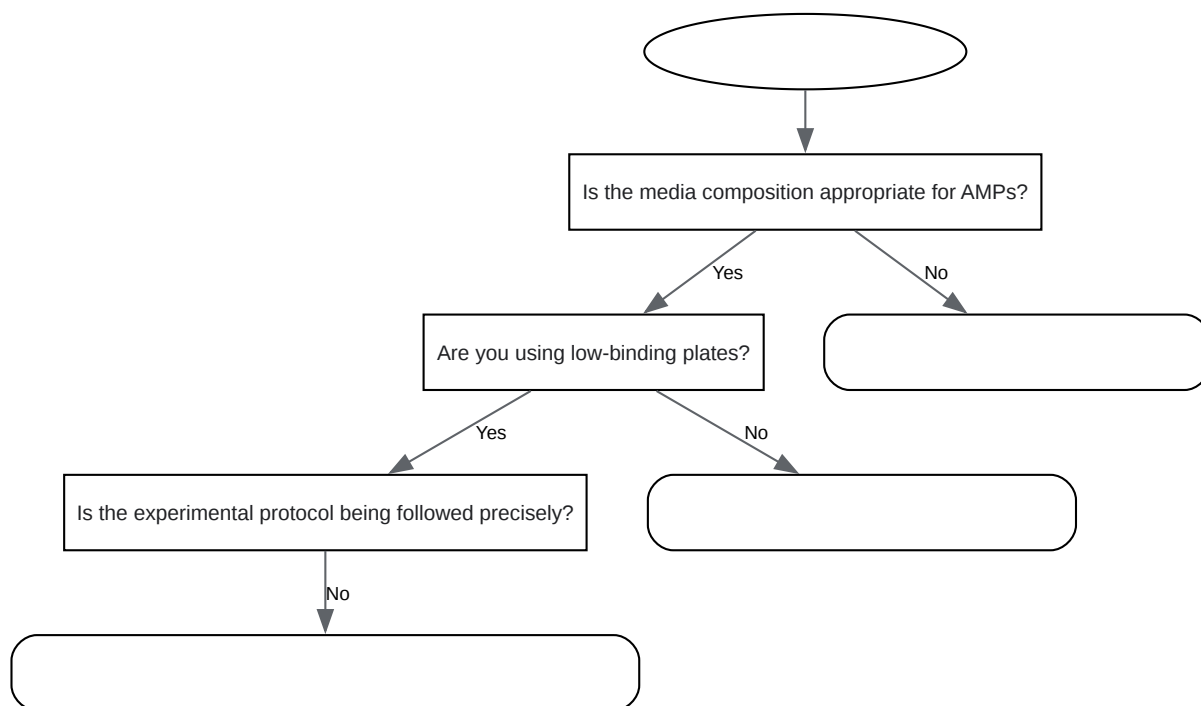 Is the media composition appropriate for AMPs?
Yes
No
Are you using low-binding plates?
Yes
No
Is the experimental protocol being followed precisely?
No